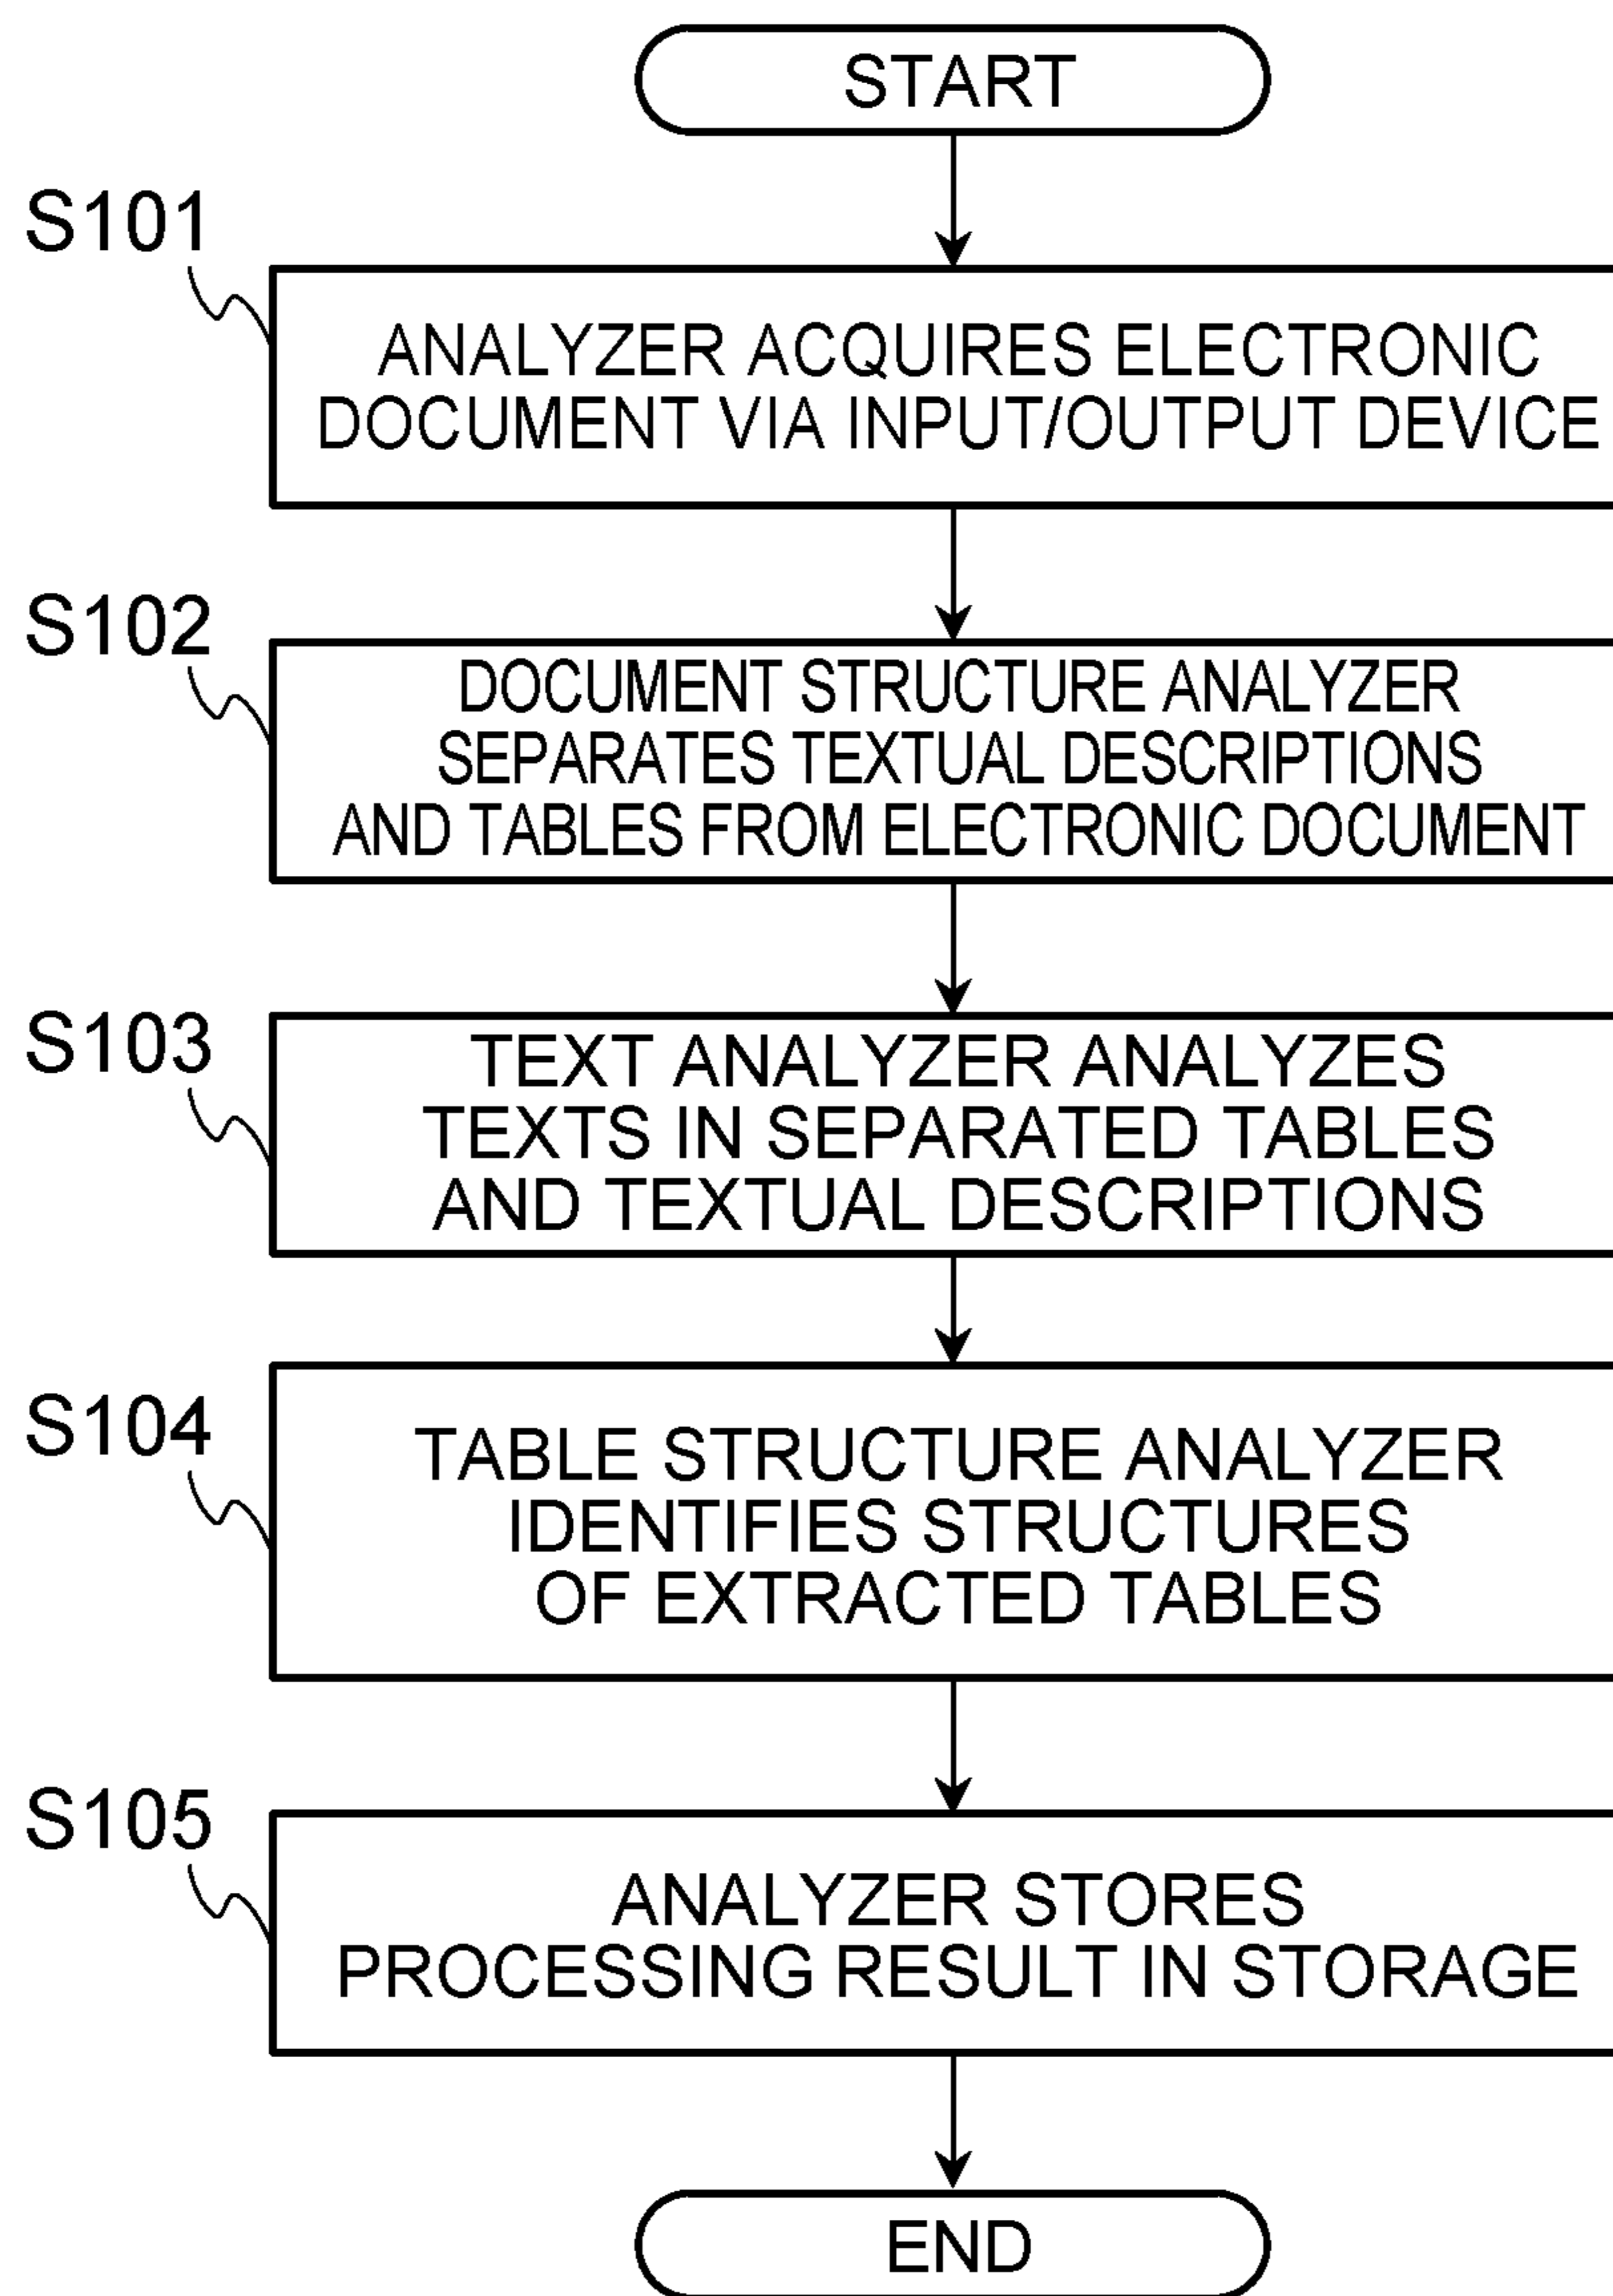 START
S101
ANALYZER ACQUIRES ELECTRONIC
DOCUMENT VIA INPUT/OUTPUT DEVICE
S102
DOCUMENT STRUCTURE ANALYZER
SEPARATES TEXTUAL DESCRIPTIONS
AND TABLES FROM ELECTRONIC DOCUMENT
S103
TEXT ANALYZER ANALYZES
TEXTS IN SEPARATED TABLES
AND TEXTUAL DESCRIPTIONS
S104
TABLE STRUCTURE ANALYZER
IDENTIFIES STRUCTURES
OF EXTRACTED TABLES
S105
ANALYZER STORES
PROCESSING RESULT IN STORAGE
END